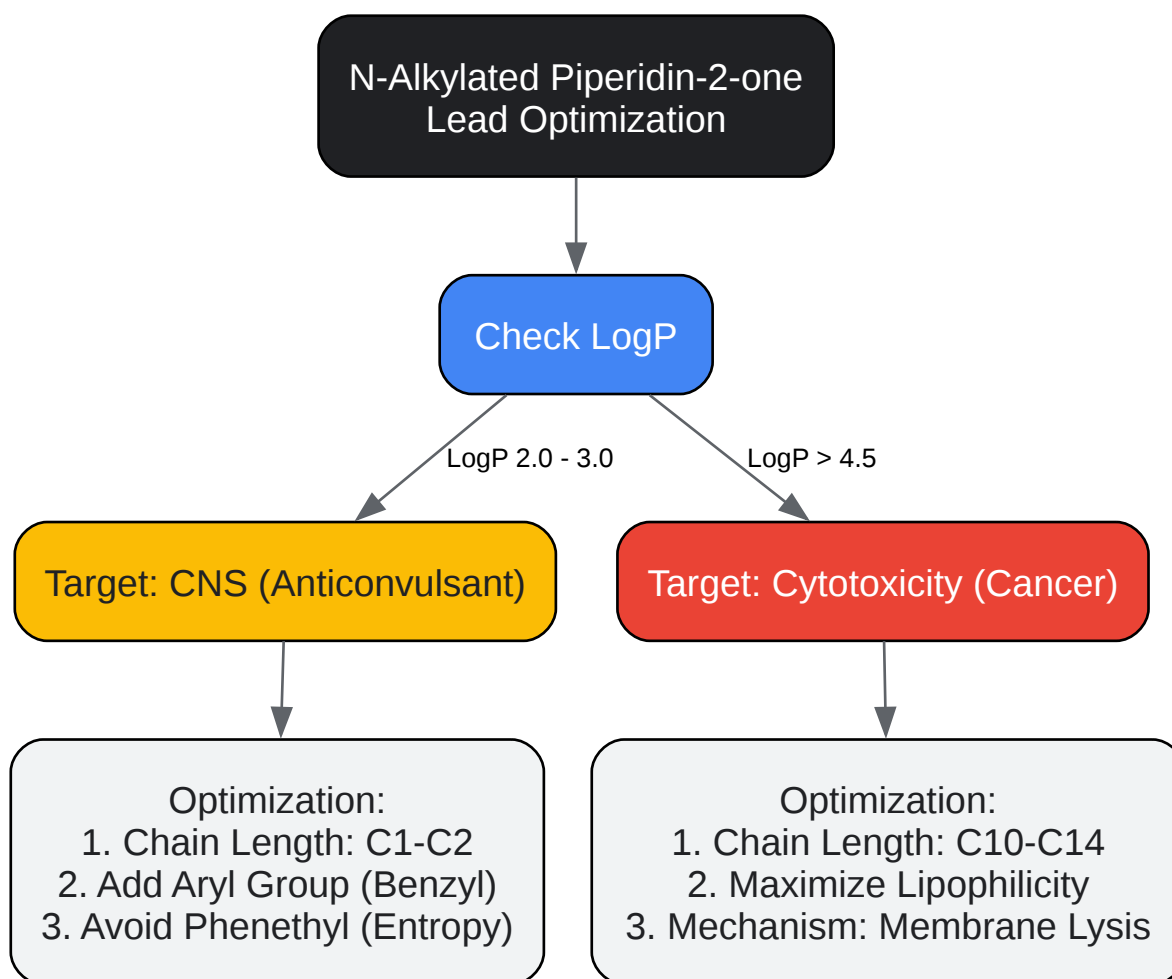 N-Alkylated Piperidin-2-one
Lead Optimization
Check LogP
LogP 2.0 - 3.0
LogP > 4.5
Target: CNS (Anticonvulsant)
Target: Cytotoxicity (Cancer)
Optimization:
1. Chain Length: C1-C2
2. Add Aryl Group (Benzyl)
3. Avoid Phenethyl (Entropy)
Optimization:
1. Chain Length: C10-C14
2. Maximize Lipophilicity
3. Mechanism: Membrane Lysis